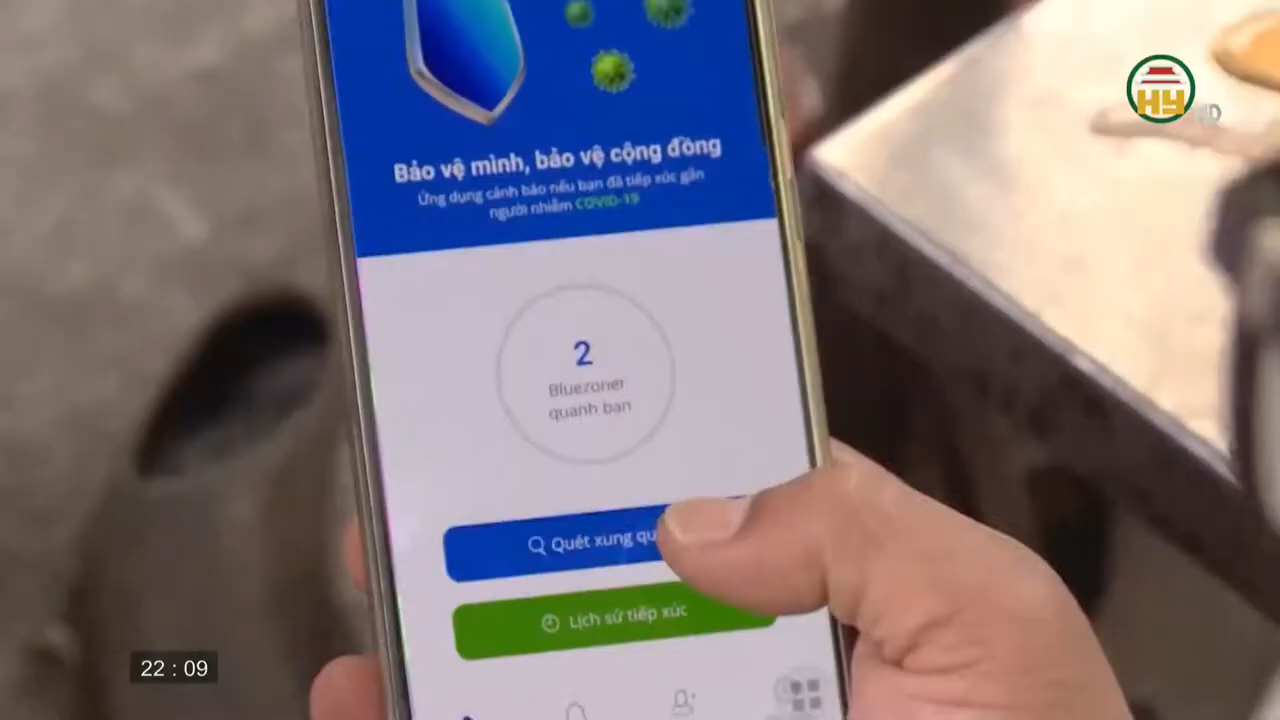 HY
HD
Bảo vệ mình, bảo vệ cộng đồng
Ứng dụng cảnh báo nếu bạn đã tiếp xúc gần
người nhiễm COVID-19
2
Bluezoner
quanh bạn
Quét xung qu
Lịch sử tiếp xúc
22 : 09